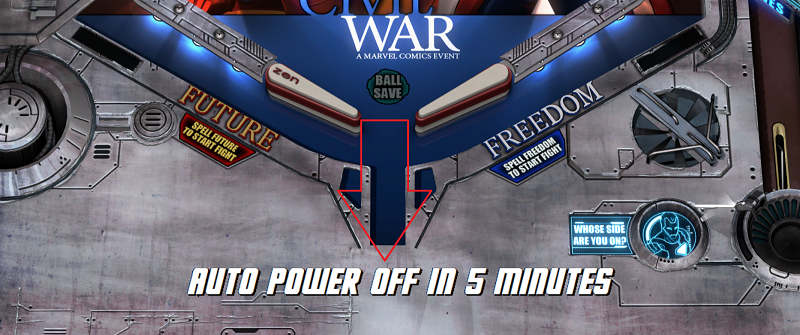 CIVIL
WAR
A MARVEL COMICS EVENT
zen
BALL
SAVE
FUTURE
SPELL FUTURE
TO START FIGHT
FREEDOM
SPELL FREEDOM
TO START FIGHT
WHOSE SIDE
ARE YOU ON?
AUTO POWER OFF IN 5 MINUTES